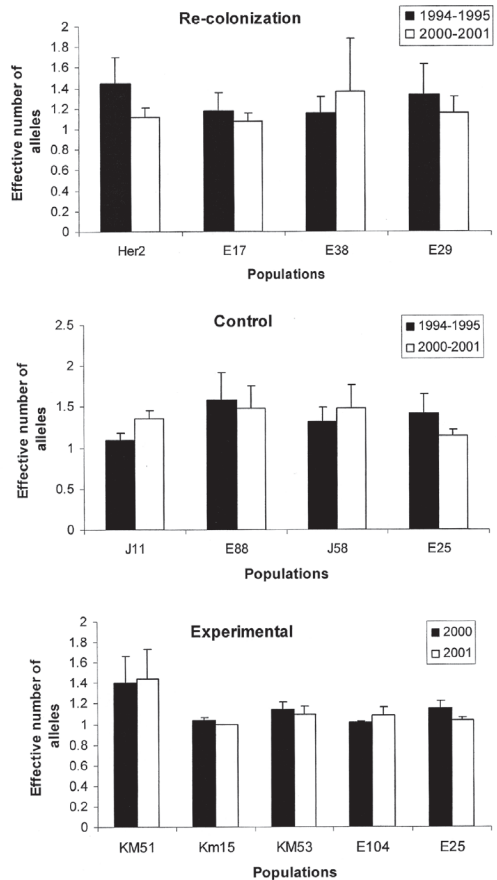 Re-colonization
1994-1995
2000-2001
Effective number of
alleles
1.6
1.4
1.2
1
0.8
0.6
0.4
0.2
0
Her2 E17 E38 E29
Populations
Control
1994-1995
2000-2001
Effective number of
alleles
2.5
2
1.5
1
0.5
0
J11 E88 J58 E25
Populations
Experimental
2000
2001
Effective number of
alleles
2
1.8
1.6
1.4
1.2
1
0.8
0.6
0.4
0.2
0
KM51 Km15 KM53 E104 E25
Populations